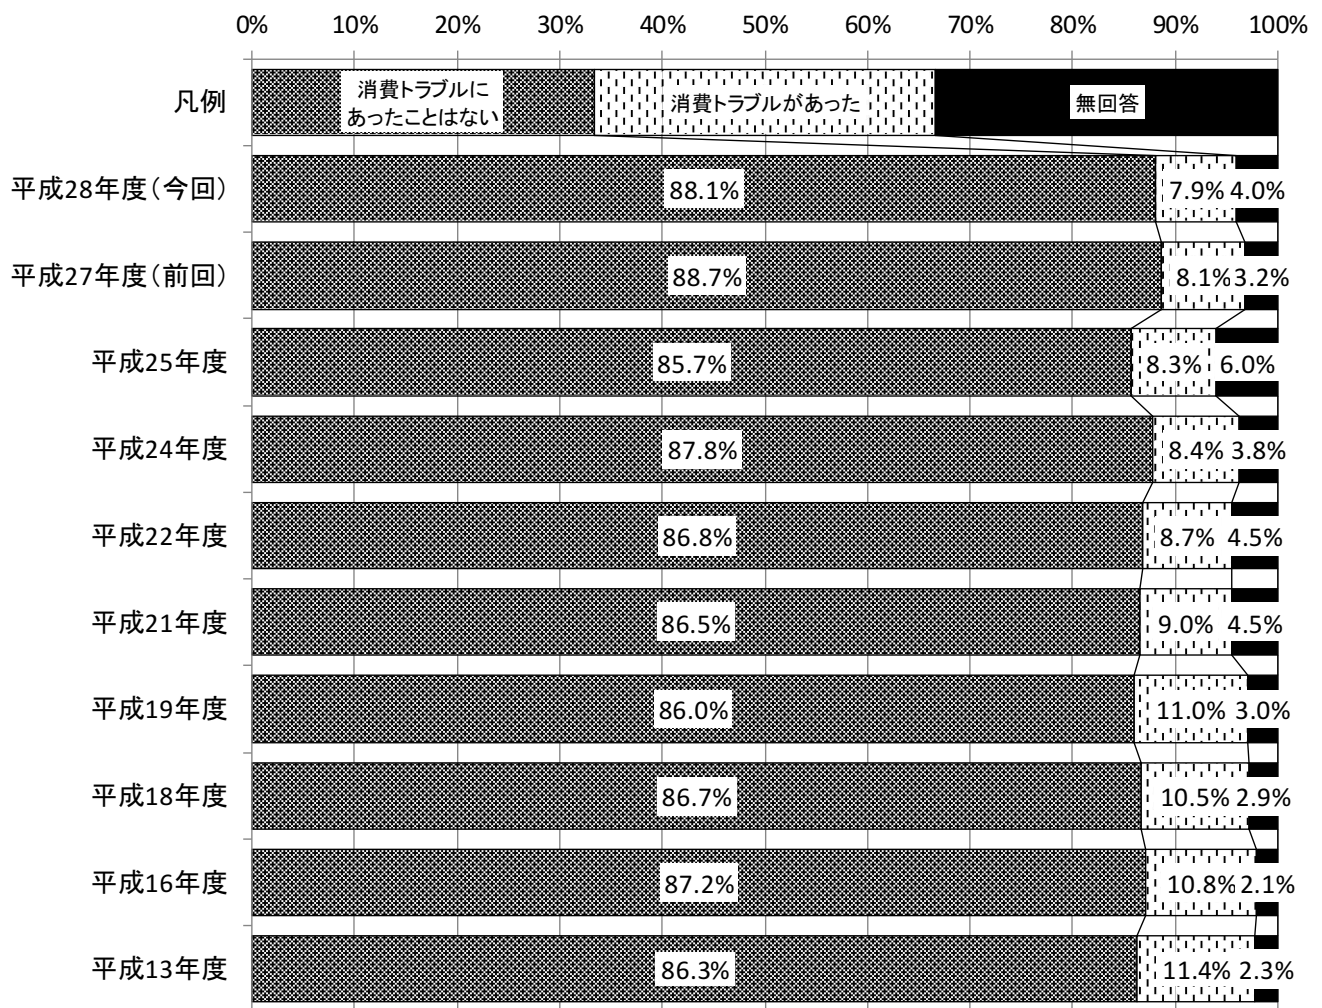 0% 10% 20% 30% 40% 50% 60% 70% 80% 90% 100%
凡例 消費トラブルに
あったことはない 消費トラブルがあった 無回答
平成28年度(今回) 88.1% 7.9% 4.0%
平成27年度(前回) 88.7% 8.1% 3.2%
平成25年度 85.7% 8.3% 6.0%
平成24年度 87.8% 8.4% 3.8%
平成22年度 86.8% 8.7% 4.5%
平成21年度 86.5% 9.0% 4.5%
平成19年度 86.0% 11.0% 3.0%
平成18年度 86.7% 10.5% 2.9%
平成16年度 87.2% 10.8% 2.1%
平成13年度 86.3% 11.4% 2.3%